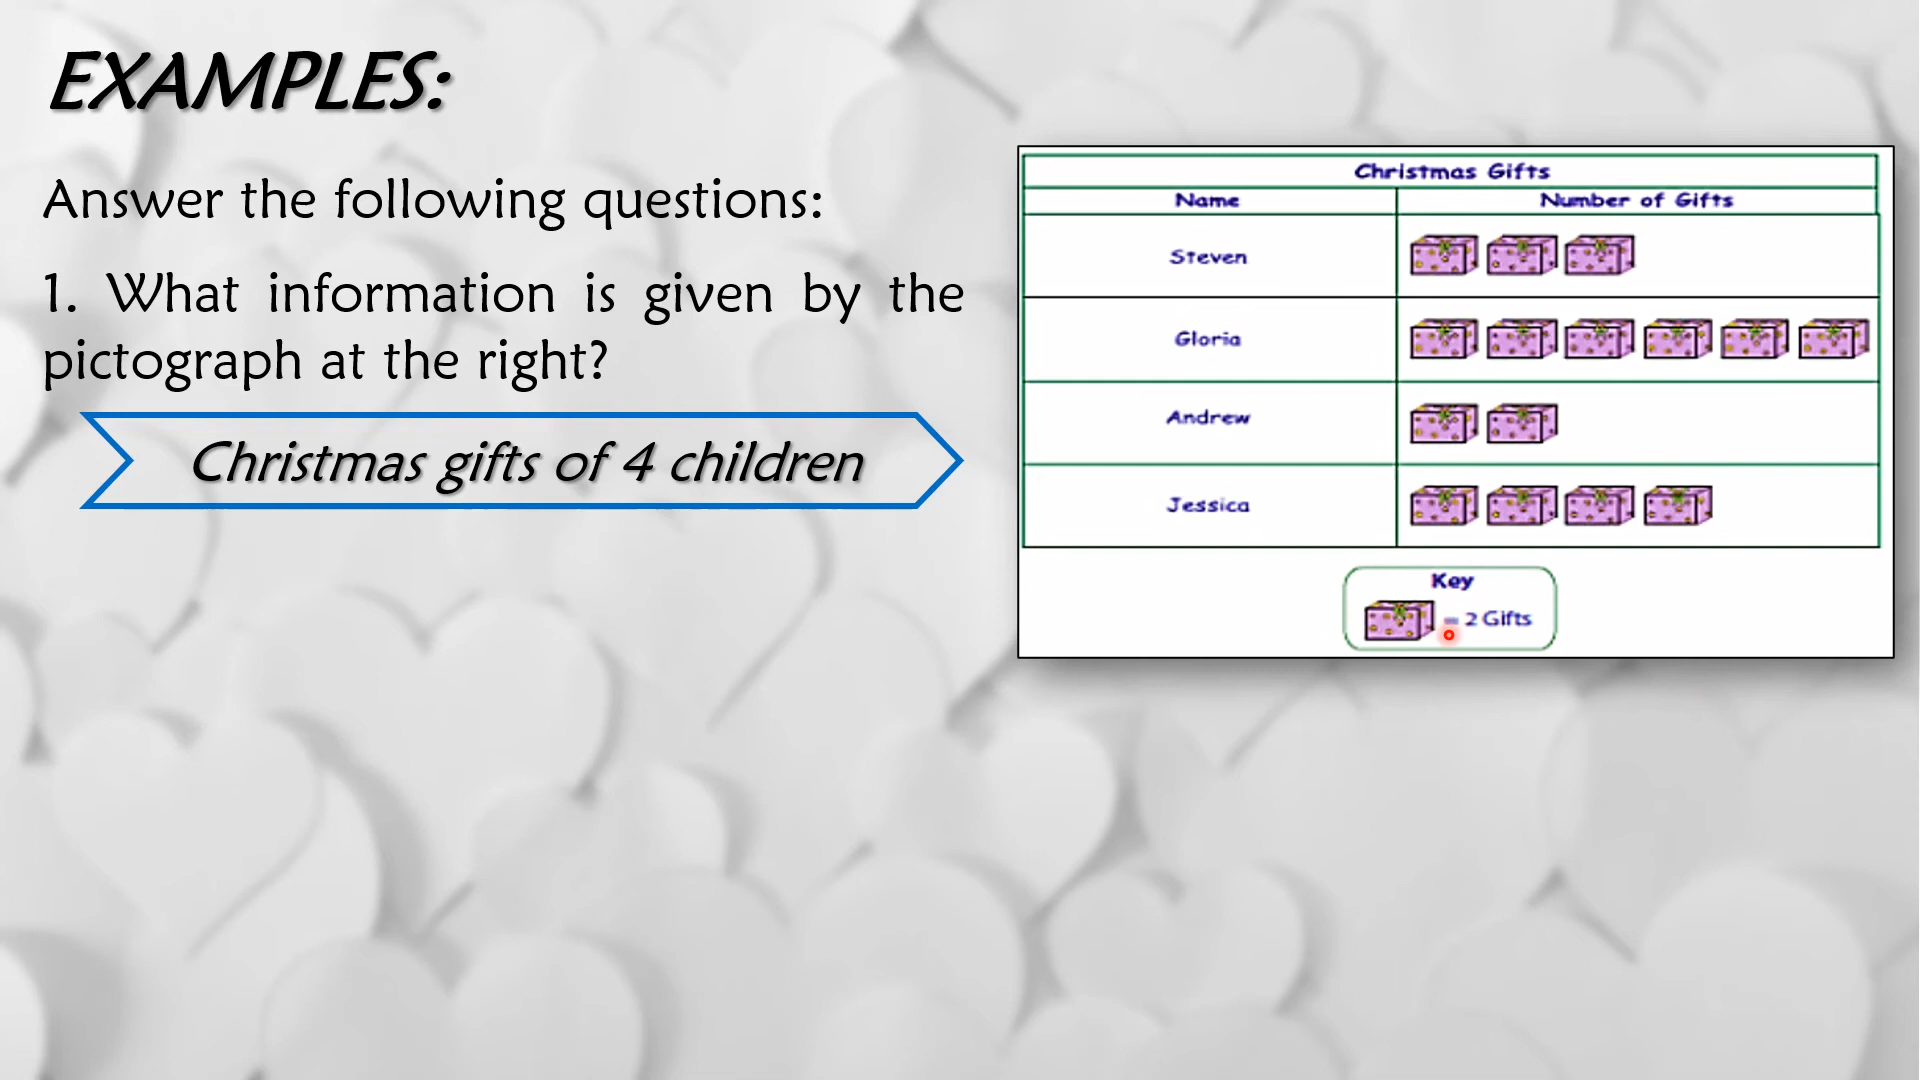 EXAMPLES:
Answer the following questions:
1. What information is given by the
pictograph at the right?
Christmas gifts of 4 children
Christmas Gifts
Name Number of Gifts
Steven
Gloria
Andrew
Jessica
Key
= 2 Gifts